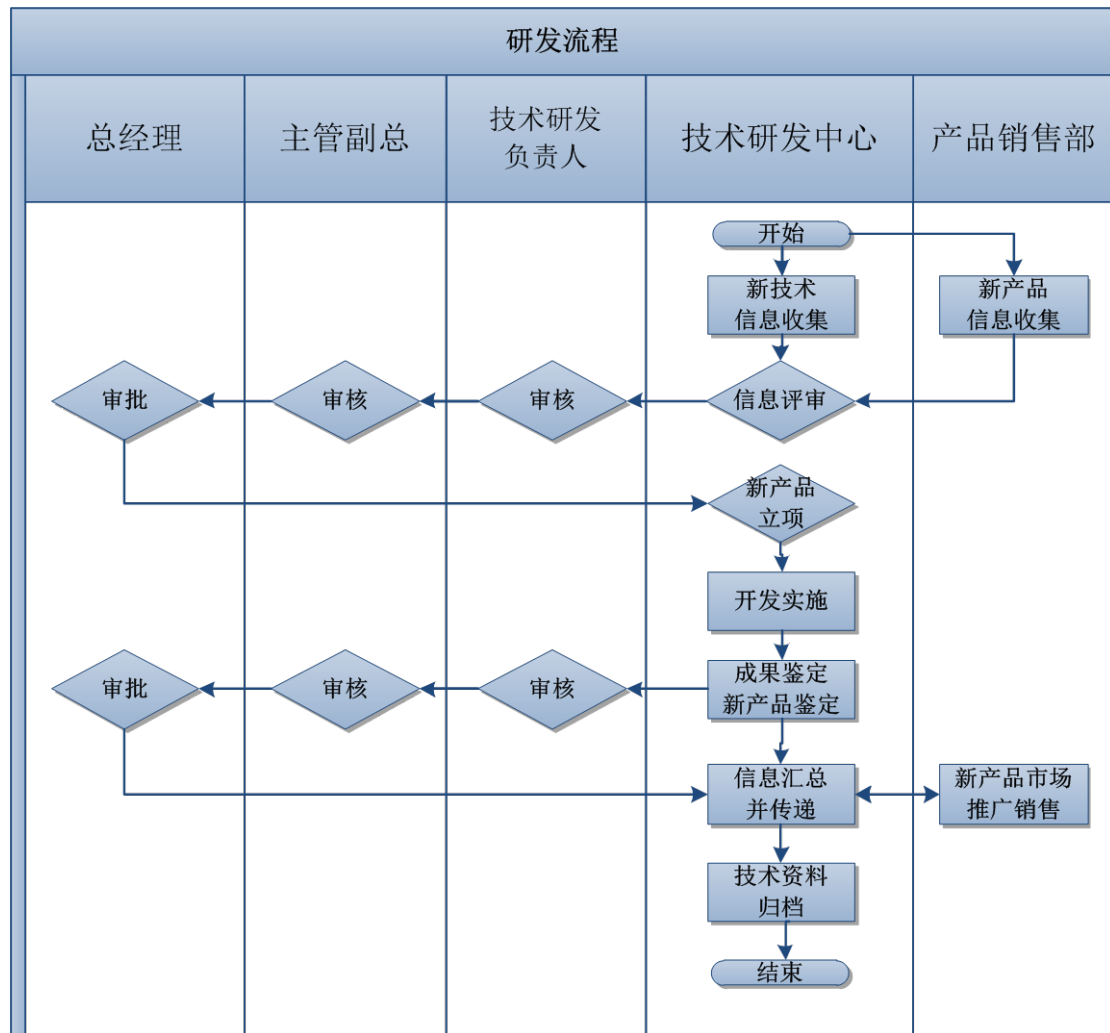 研发流程
总经理
主管副总
技术研发
负责人
技术研发中心
产品销售部
开始
新技术
信息收集
新产品
信息收集
审批
审核
审核
信息评审
新产品
立项
开发实施
审批
审核
审核
成果鉴定
新产品鉴定
信息汇总
并传递
新产品市场
推广销售
技术资料
归档
结束